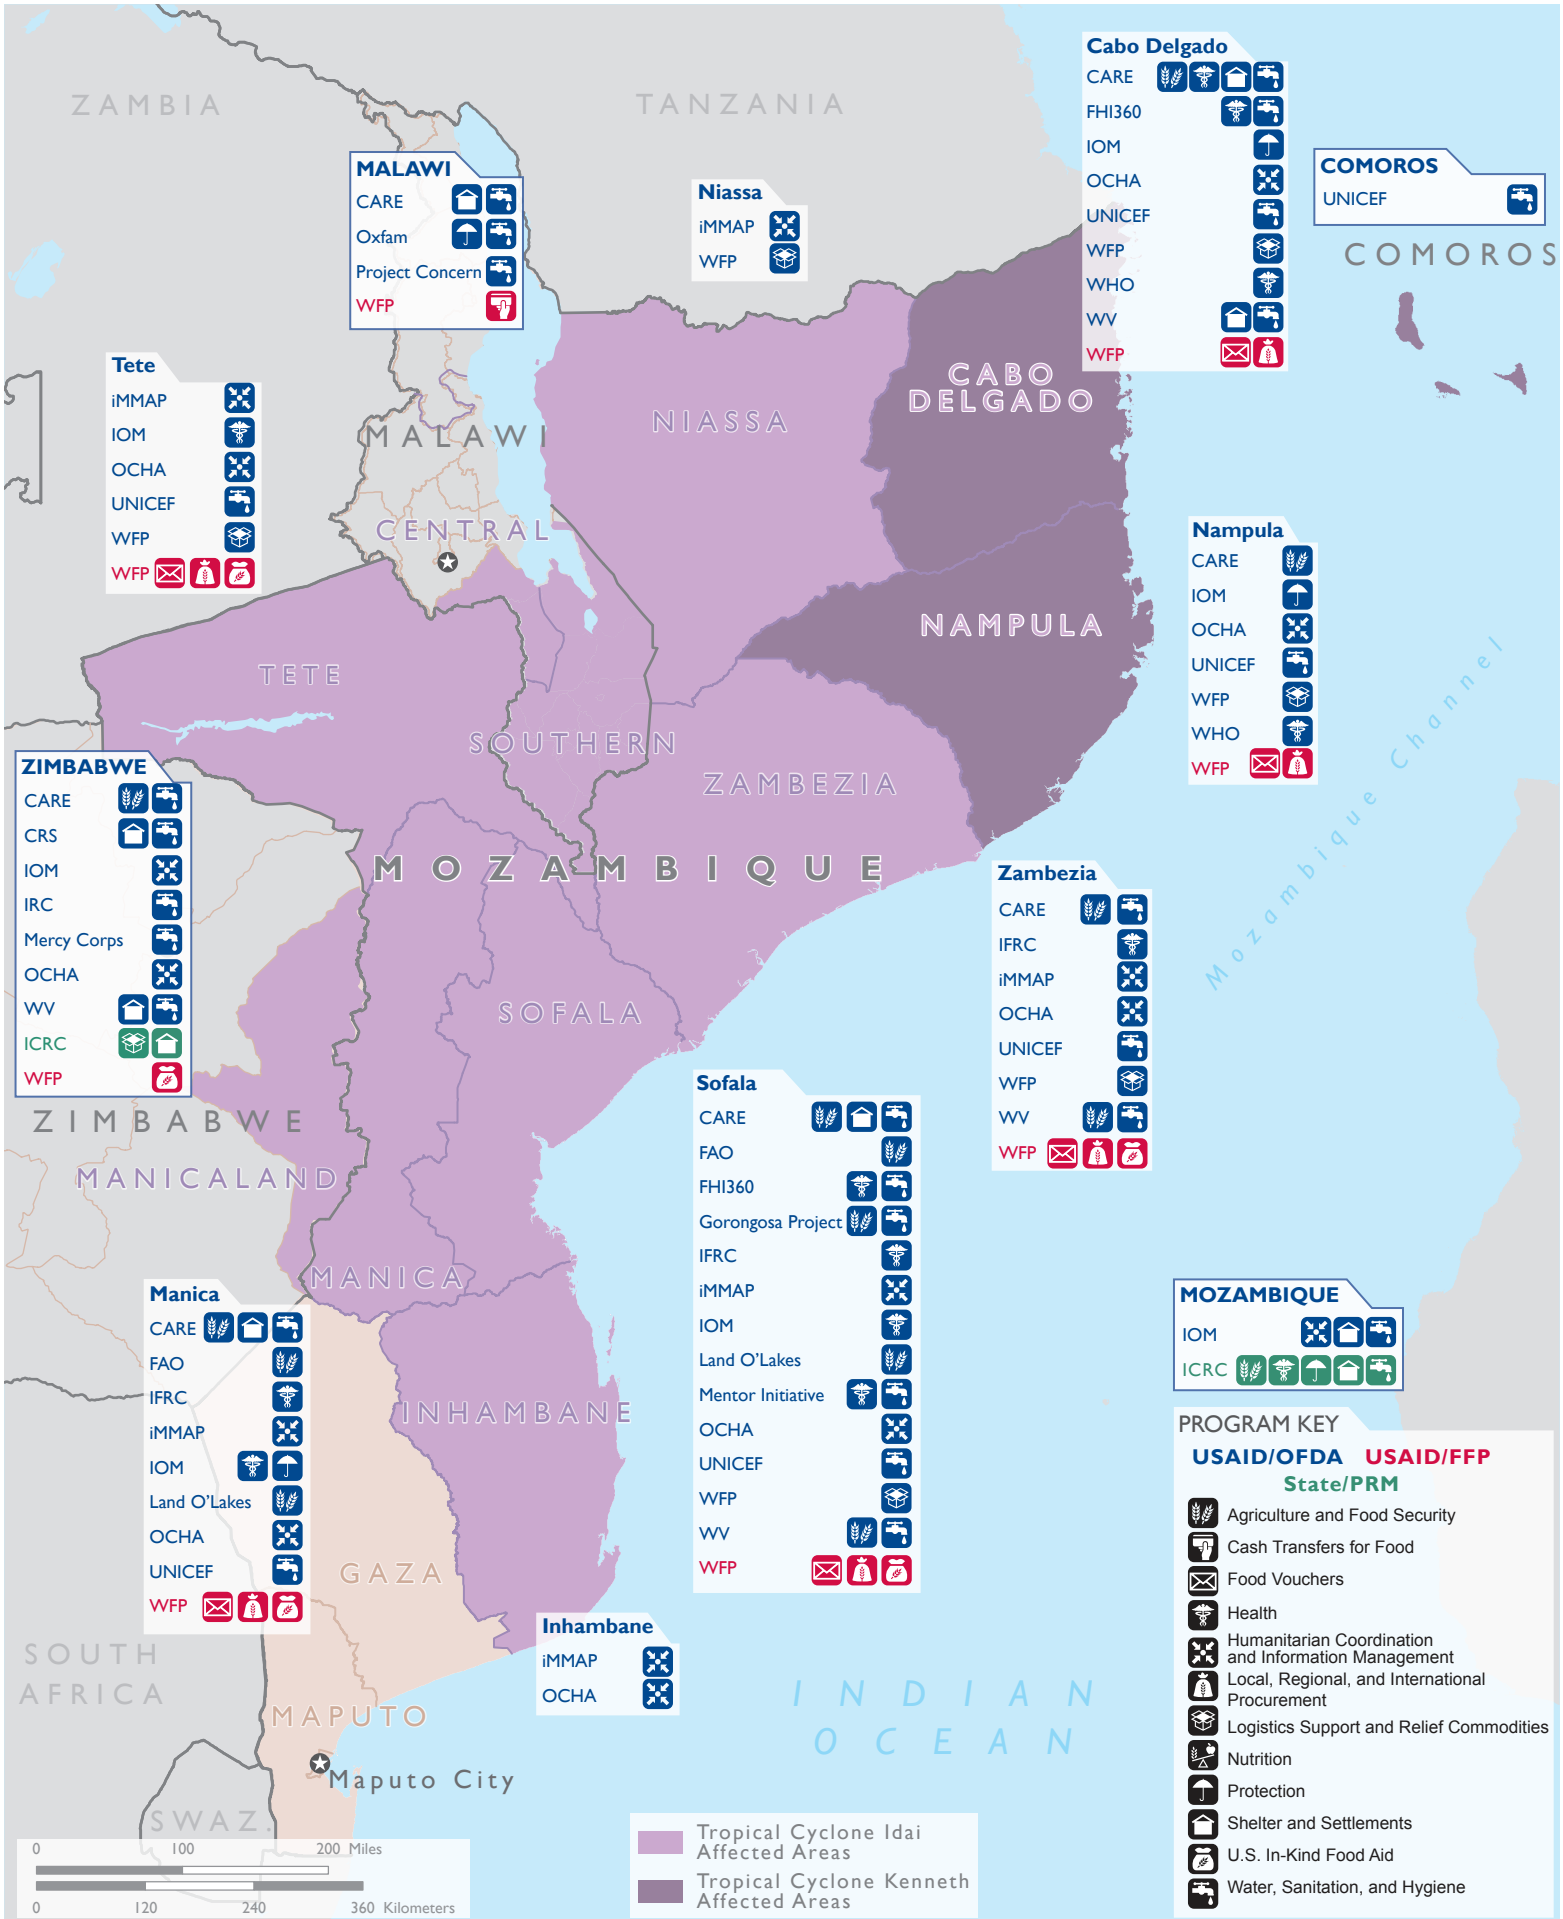 ZAMBIA
TANZANIA
Cabo Delgado
CARE
FHI360
IOM
OCHA
UNICEF
WFP
WHO
WV
WFP
COMOROS
UNICEF
COMOROS
MALAWI
CARE
Oxfam
Project Concern
WFP
Niassa
iMMAP
WFP
Tete
iMMAP
IOM
OCHA
UNICEF
WFP
WFP
CABO
DELGADO
NIASSA
MALAWI
CENTRAL
NAMPULA
Nampula
CARE
IOM
OCHA
UNICEF
WFP
WHO
WFP
Mozambique Channel
TETE
SOUTHERN
ZAMBEZIA
MOZAMBIQUE
ZIMBABWE
CARE
CRS
IOM
IRC
Mercy Corps
OCHA
WV
ICRC
WFP
ZIMBABWE
MANICALAND
SOFALA
Zambezia
CARE
IFRC
iMMAP
OCHA
UNICEF
WFP
WV
WFP
Sofala
CARE
FAO
FHI360
Gorongosa Project
IFRC
iMMAP
IOM
Land O'Lakes
Mentor Initiative
OCHA
UNICEF
WFP
WV
WFP
MANICA
Manica
CARE
FAO
IFRC
iMMAP
IOM
Land O'Lakes
OCHA
UNICEF
WFP
INHAMBANE
GAZA
Inhambane
iMMAP
OCHA
SOUTH
AFRICA
MAPUTO
Maputo City
SWAZ.
INDIAN
OCEAN
MOZAMBIQUE
IOM
ICRC
PROGRAM KEY
USAID/OFDA USAID/FFP
State/PRM
Agriculture and Food Security
Cash Transfers for Food
Food Vouchers
Health
Humanitarian Coordination
and Information Management
Local, Regional, and International
Procurement
Logistics Support and Relief Commodities
Nutrition
Protection
Shelter and Settlements
U.S. In-Kind Food Aid
Water, Sanitation, and Hygiene
Tropical Cyclone Idai
Affected Areas
Tropical Cyclone Kenneth
Affected Areas
0 100 200 Miles
0 120 240 360 Kilometers